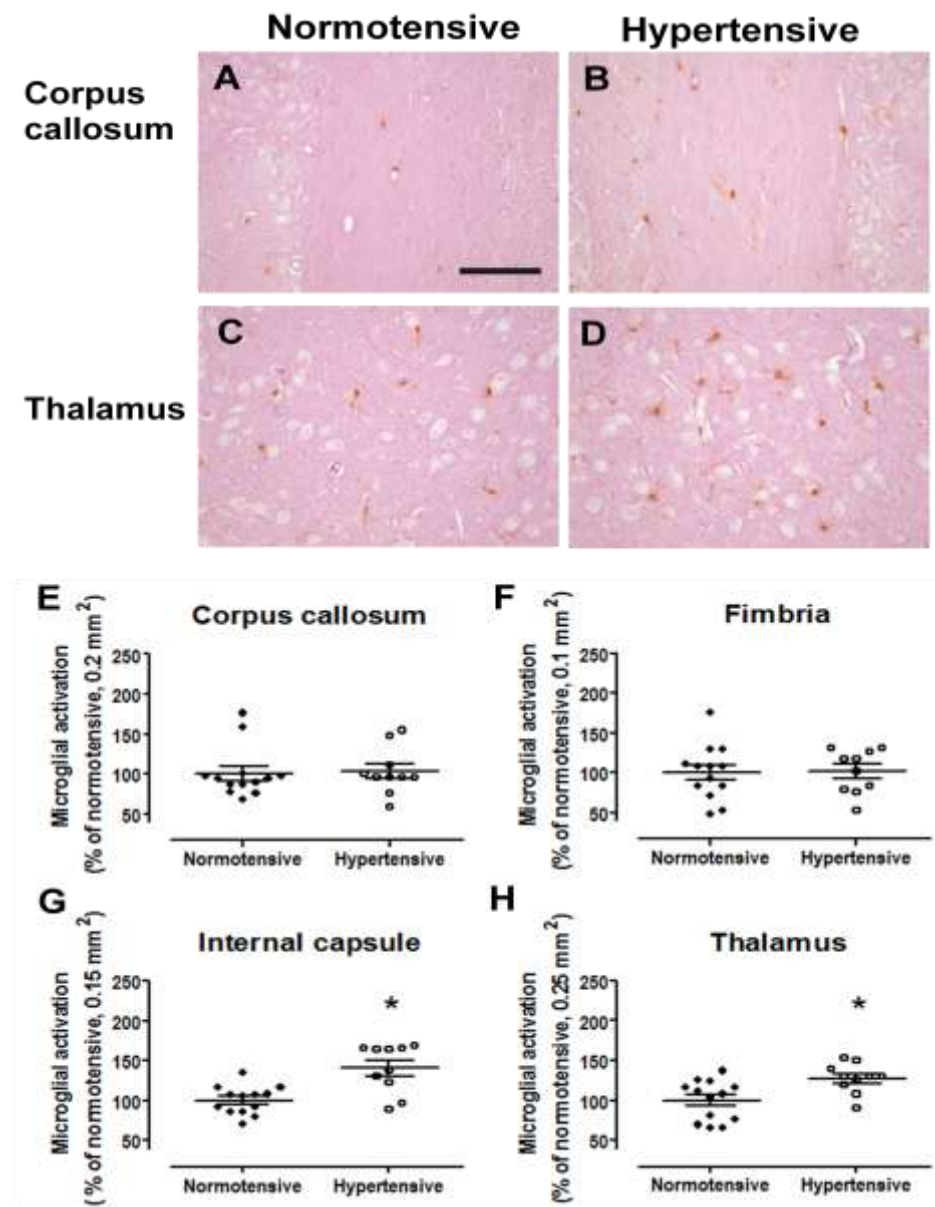 Normotensive Hypertensive
Corpus
callosum
A B
C D
Thalamus
E
Corpus callosum
Microglial activation
(% of normotensive, 0.2 mm²)
250
200
150
100
50
Normotensive Hypertensive
F
Fimbria
Microglial activation
(% of normotensive, 0.1 mm²)
250
200
150
100
50
Normotensive Hypertensive
G
Internal capsule
Microglial activation
( % of normotensive, 0.15 mm²)
250
200
150
100
50
*
Normotensive Hypertensive
H
Thalamus
Microglial activation
(% of normotensive, 0.25 mm²)
250
200
150
100
50
*
Normotensive Hypertensive